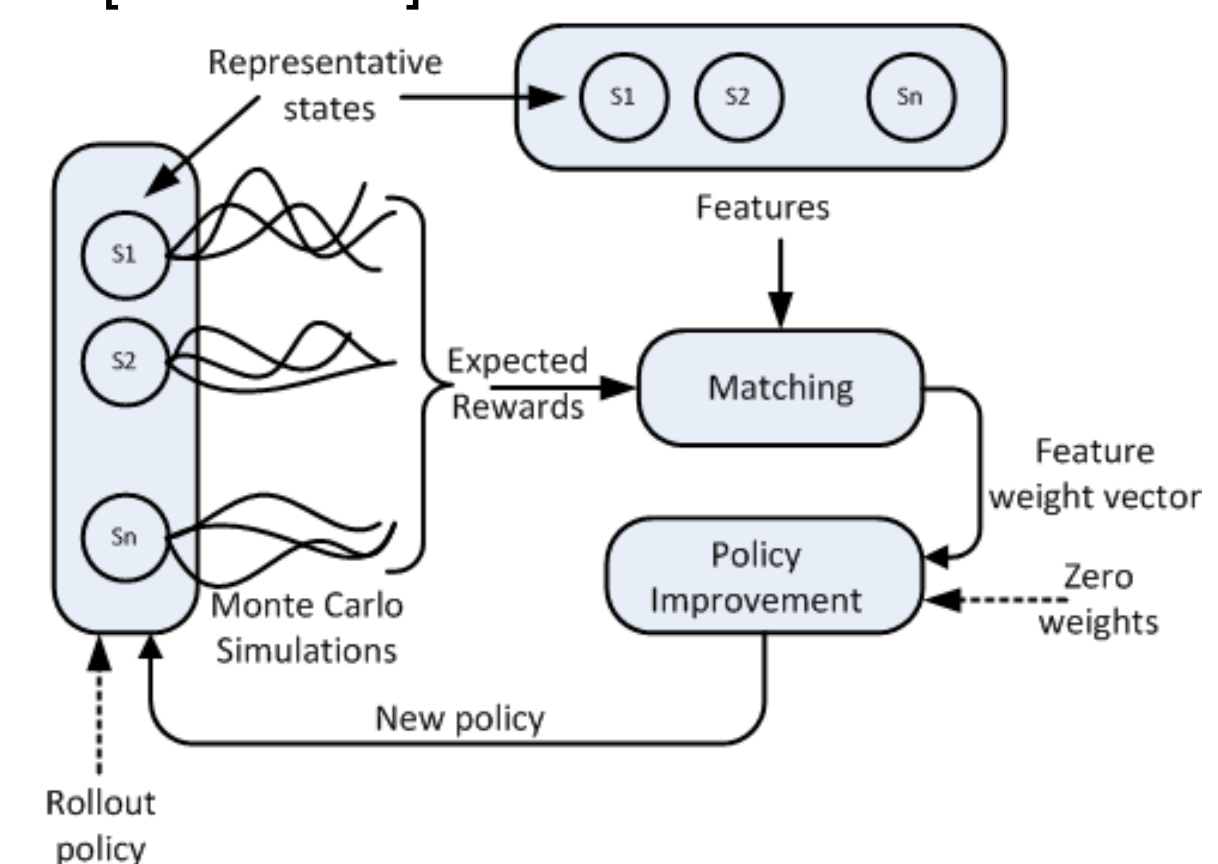 Representative
states
S1
S2
Sn
Features
S1
S2
Sn
Expected
Rewards
Matching
Feature
weight vector
Policy
Improvement
Zero
weights
Monte Carlo
Simulations
New policy
Rollout
policy